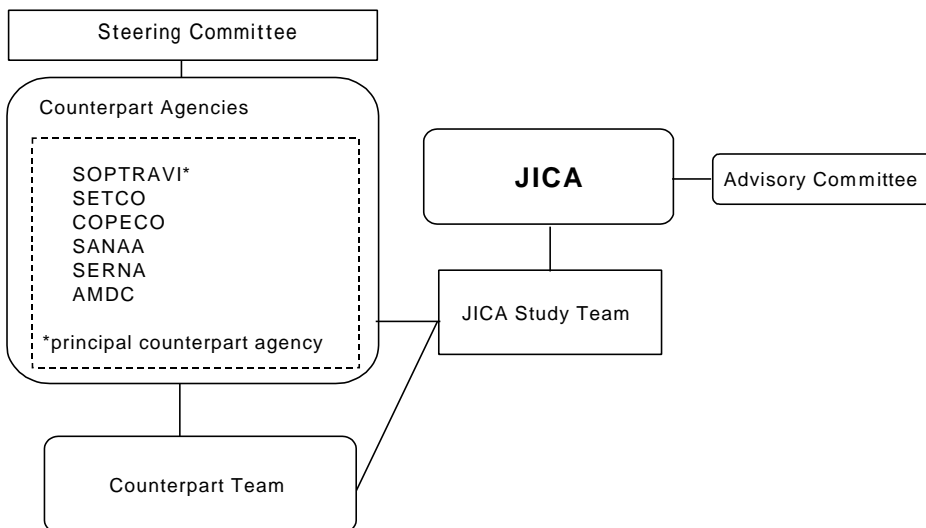 Steering Committee
Counterpart Agencies
SOPTRAVI*
SETCO
COPECO
SANAA
SERNA
AMDC
*principal counterpart agency
Counterpart Team
JICA
Advisory Committee
JICA Study Team